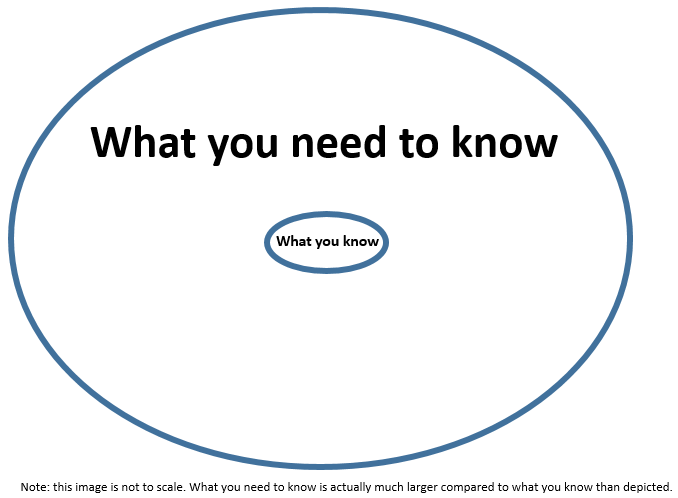 What you need to know
What you know
Note: this image is not to scale. What you need to know is actually much larger compared to what you know than depicted.